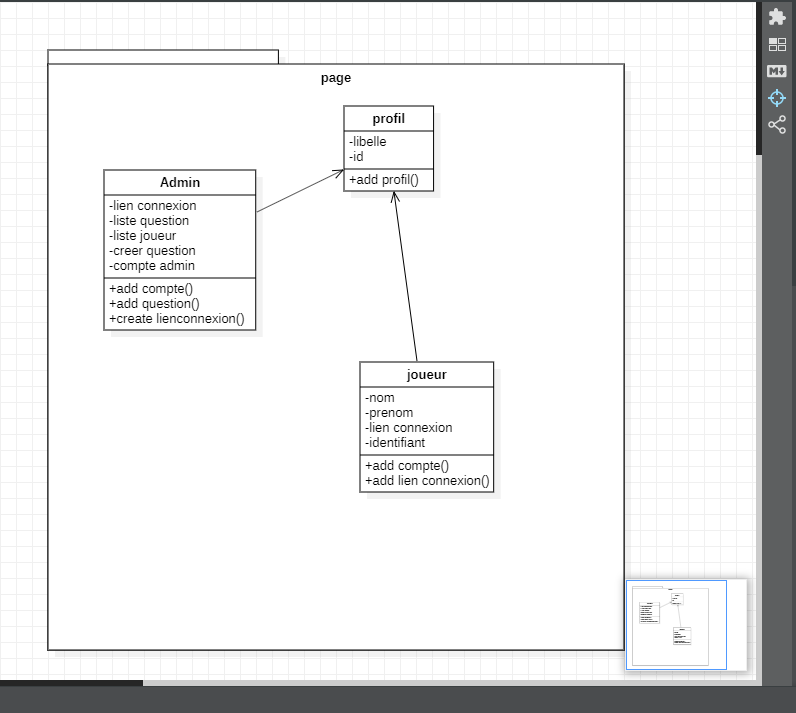 page
profil
-libelle
-id
+add profil()
Admin
-lien connexion
-liste question
-liste joueur
-creer question
-compte admin
+add compte()
+add question()
+create lienconnexion()
joueur
-nom
-prenom
-lien connexion
-identifiant
+add compte()
+add lien connexion()
M